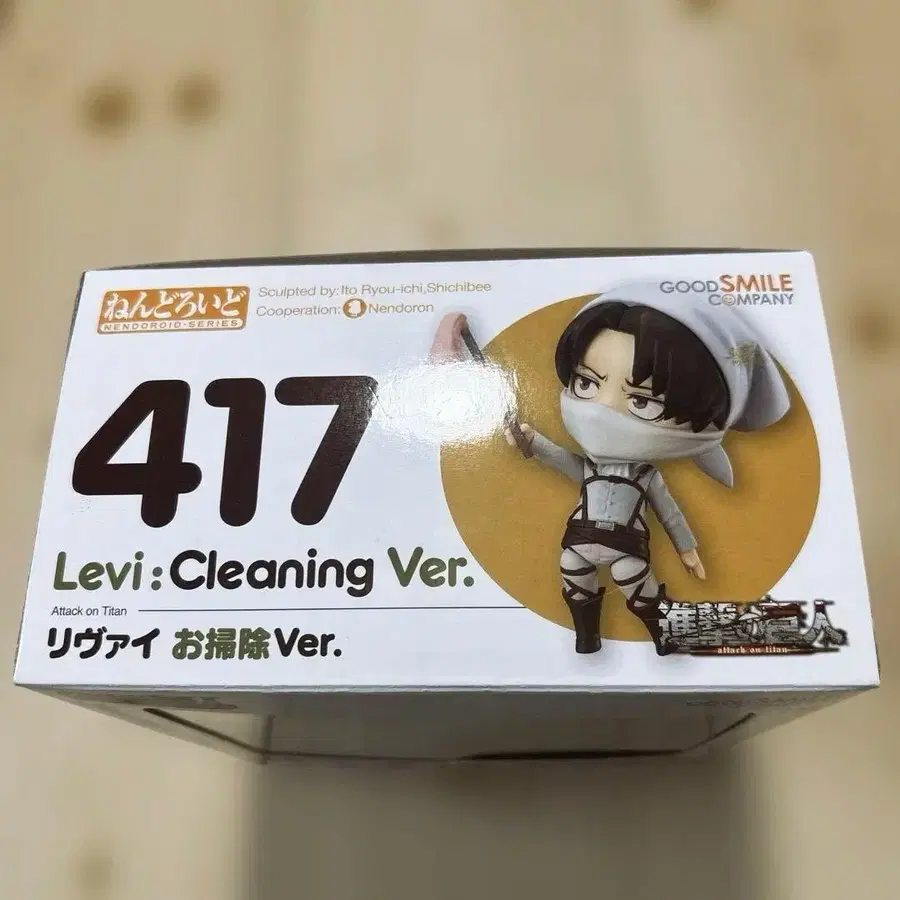 ねんどろいど
NENDOROID·SERIES
Sculpted by: Ito Ryou-ichi, Shichibee
Cooperation: Nendoron
GOOD SMILE
COMPANY
417
Levi : Cleaning Ver.
Attack on Titan
リヴァイ お掃除Ver.
進撃の巨人
attack on titan